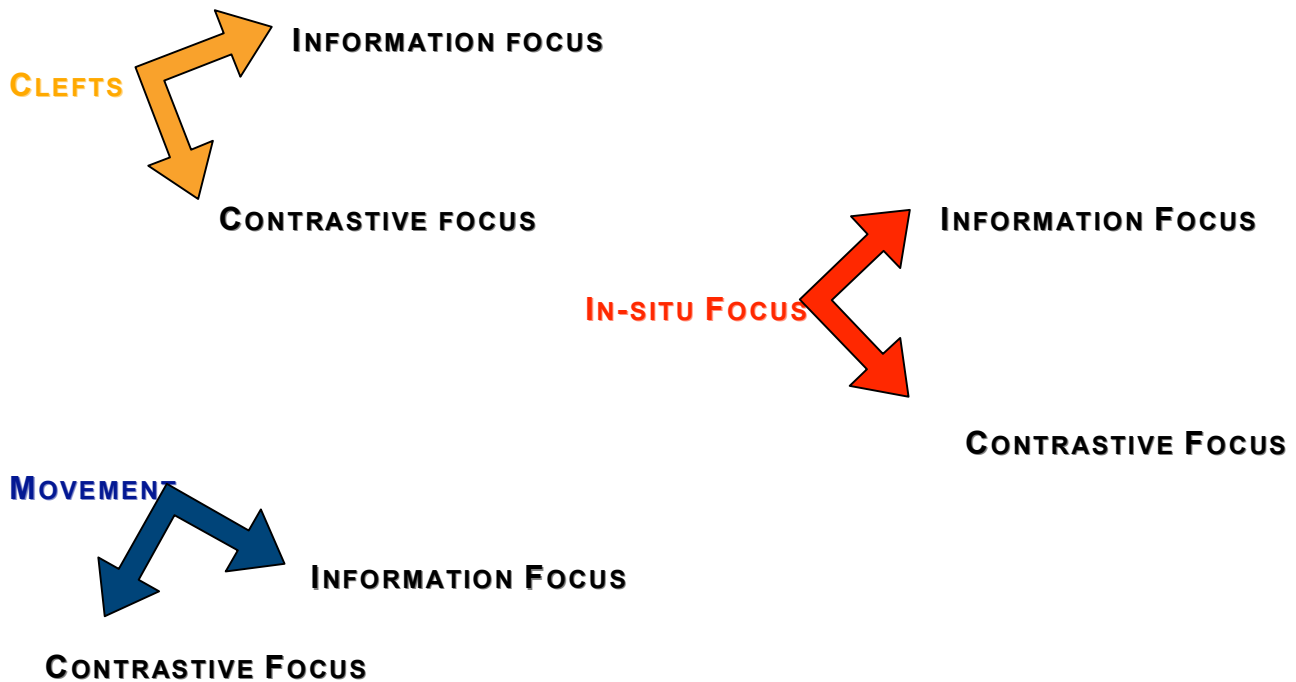 INFORMATION FOCUS
CLEFTS
CONTRASTIVE FOCUS
INFORMATION FOCUS
IN-SITU FOCUS
CONTRASTIVE FOCUS
MOVEMENT
INFORMATION FOCUS
CONTRASTIVE FOCUS